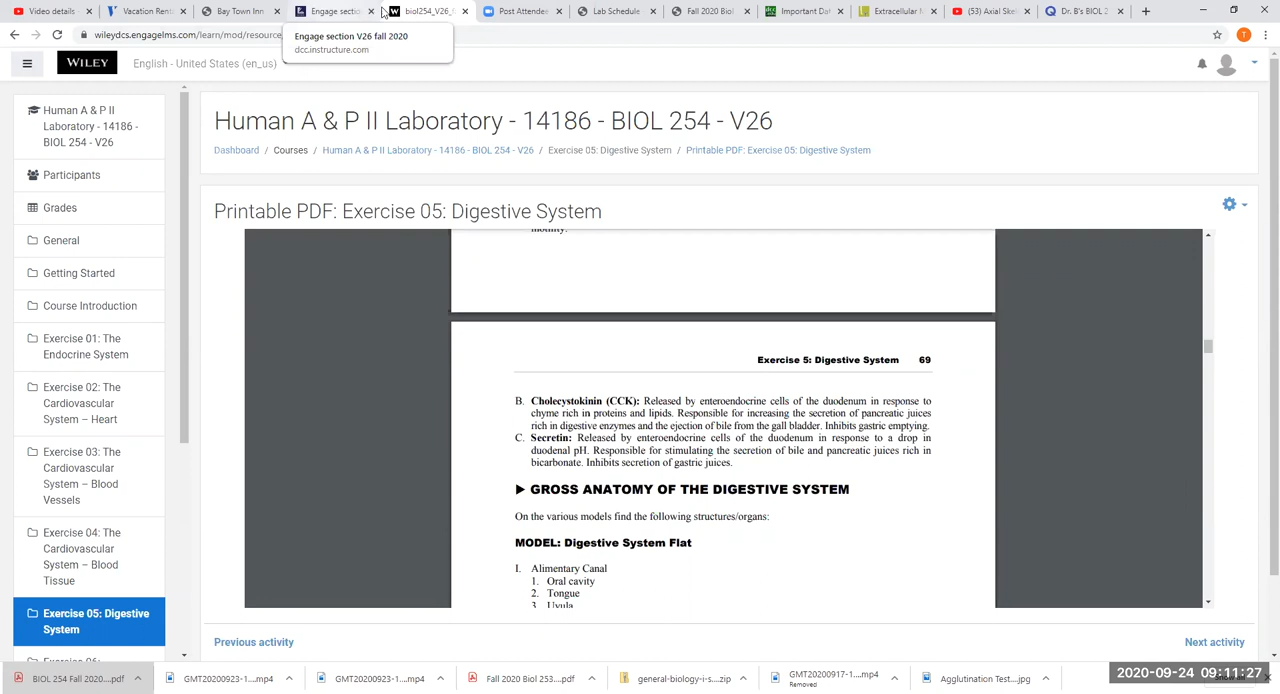 Video details
Vacation Renta
Bay Town Inn
Engage section
biol254_V26_f
Post Attendee
Lab Schedule
Fall 2020 Biol
Important Dat
Extracellular M
(53) Axial Skel
Dr. B's BIOL 2
wileydcs.engagelms.com/learn/mod/resource
Engage section V26 fall 2020
dcc.instructure.com
T
WILEY
English - United States (en_us)
Human A & P II
Laboratory - 14186 -
BIOL 254 - V26
Participants
Grades
General
Getting Started
Course Introduction
Exercise 01: The
Endocrine System
Exercise 02: The
Cardiovascular
System – Heart
Exercise 03: The
Cardiovascular
System – Blood
Vessels
Exercise 04: The
Cardiovascular
System – Blood
Tissue
Exercise 05: Digestive
System
Exercise 06:
Human A & P II Laboratory - 14186 - BIOL 254 - V26
Dashboard / Courses / Human A & P II Laboratory - 14186 - BIOL 254 - V26 / Exercise 05: Digestive System / Printable PDF: Exercise 05: Digestive System
Printable PDF: Exercise 05: Digestive System
motility.
Exercise 5: Digestive System 69
B. Cholecystokinin (CCK): Released by enteroendocrine cells of the duodenum in response to
chyme rich in proteins and lipids. Responsible for increasing the secretion of pancreatic juices
rich in digestive enzymes and the ejection of bile from the gall bladder. Inhibits gastric emptying.
C. Secretin: Released by enteroendocrine cells of the duodenum in response to a drop in
duodenal pH. Responsible for stimulating the secretion of bile and pancreatic juices rich in
bicarbonate. Inhibits secretion of gastric juices.
► GROSS ANATOMY OF THE DIGESTIVE SYSTEM
On the various models find the following structures/organs:
MODEL: Digestive System Flat
I. Alimentary Canal
1. Oral cavity
2. Tongue
3. Uvula
Previous activity
Next activity
BIOL 254 Fall 2020....pdf
GMT20200923-1....mp4
GMT20200923-1....mp4
Fall 2020 Biol 253....pdf
general-biology-i-s....zip
GMT20200917-1....mp4
Removed
Agglutination Test....jpg
2020-09-24 09:11:27